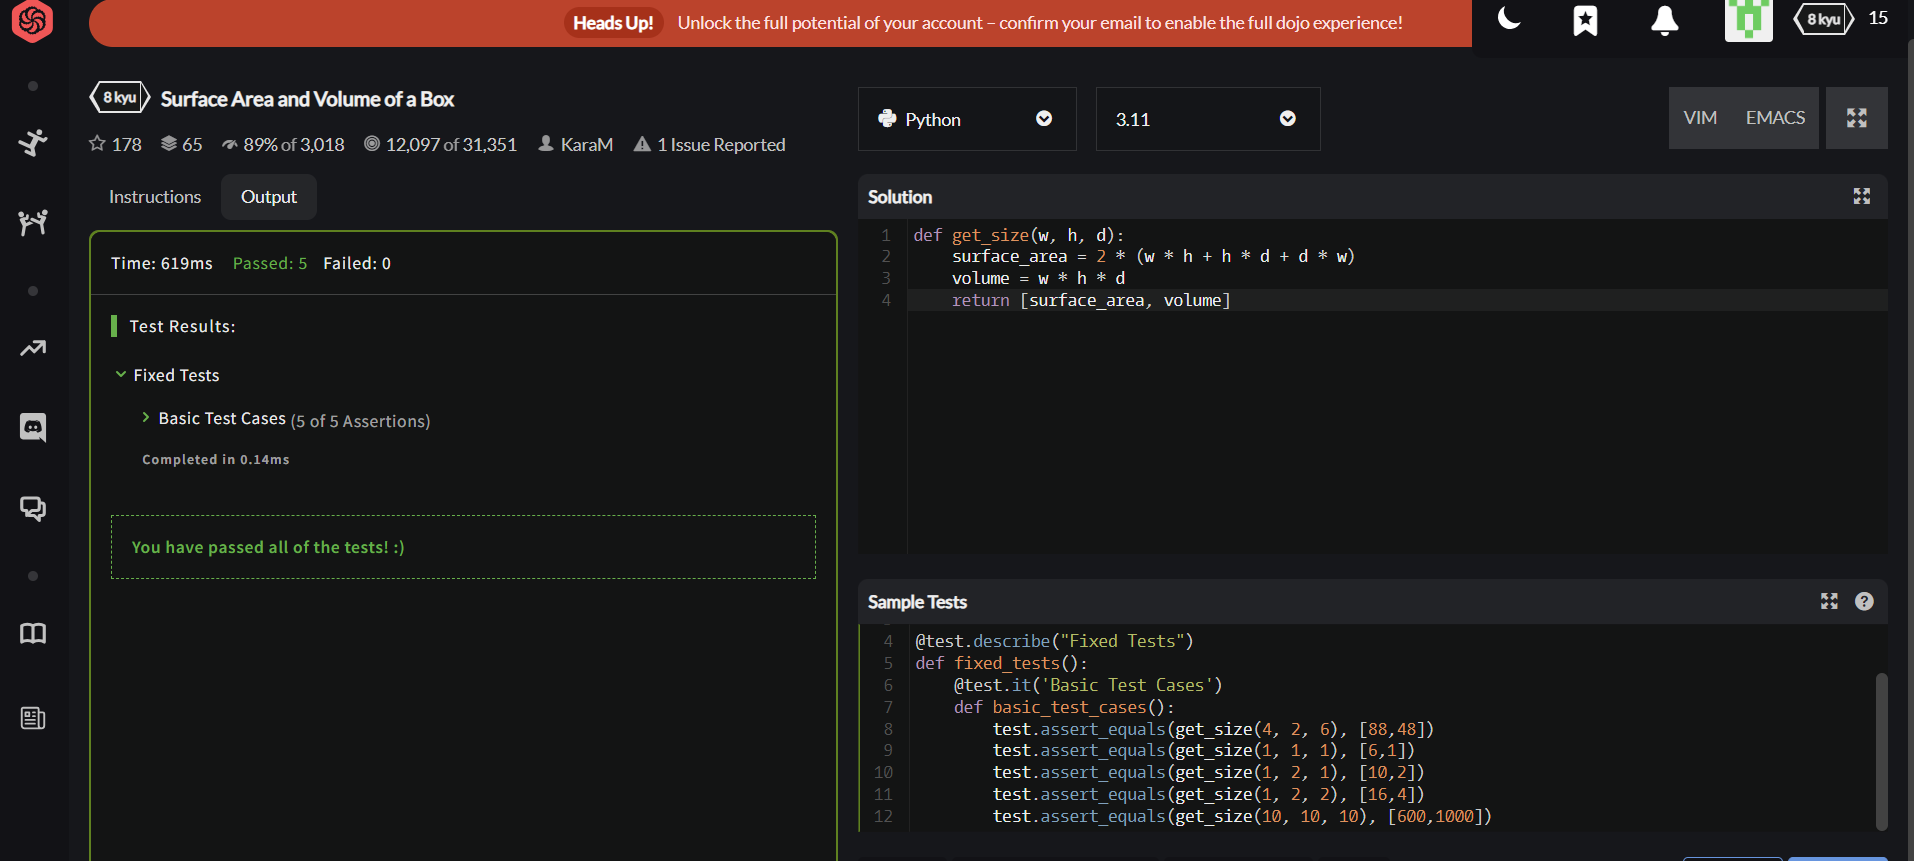 Heads Up! Unlock the full potential of your account – confirm your email to enable the full dojo experience!
8 kyu 15
8 kyu Surface Area and Volume of a Box
178 65 89% of 3,018 12,097 of 31,351 KaraM 1 Issue Reported
Python
3.11
VIM EMACS
Instructions Output
Time: 619ms Passed: 5 Failed: 0
Test Results:
Fixed Tests
Basic Test Cases (5 of 5 Assertions)
Completed in 0.14ms
You have passed all of the tests! :)
Solution
1 def get_size(w, h, d):
2     surface_area = 2 * (w * h + h * d + d * w)
3     volume = w * h * d
4     return [surface_area, volume]
Sample Tests
4 @test.describe("Fixed Tests")
5 def fixed_tests():
6     @test.it('Basic Test Cases')
7     def basic_test_cases():
8         test.assert_equals(get_size(4, 2, 6), [88,48])
9         test.assert_equals(get_size(1, 1, 1), [6,1])
10         test.assert_equals(get_size(1, 2, 1), [10,2])
11         test.assert_equals(get_size(1, 2, 2), [16,4])
12         test.assert_equals(get_size(10, 10, 10), [600,1000])